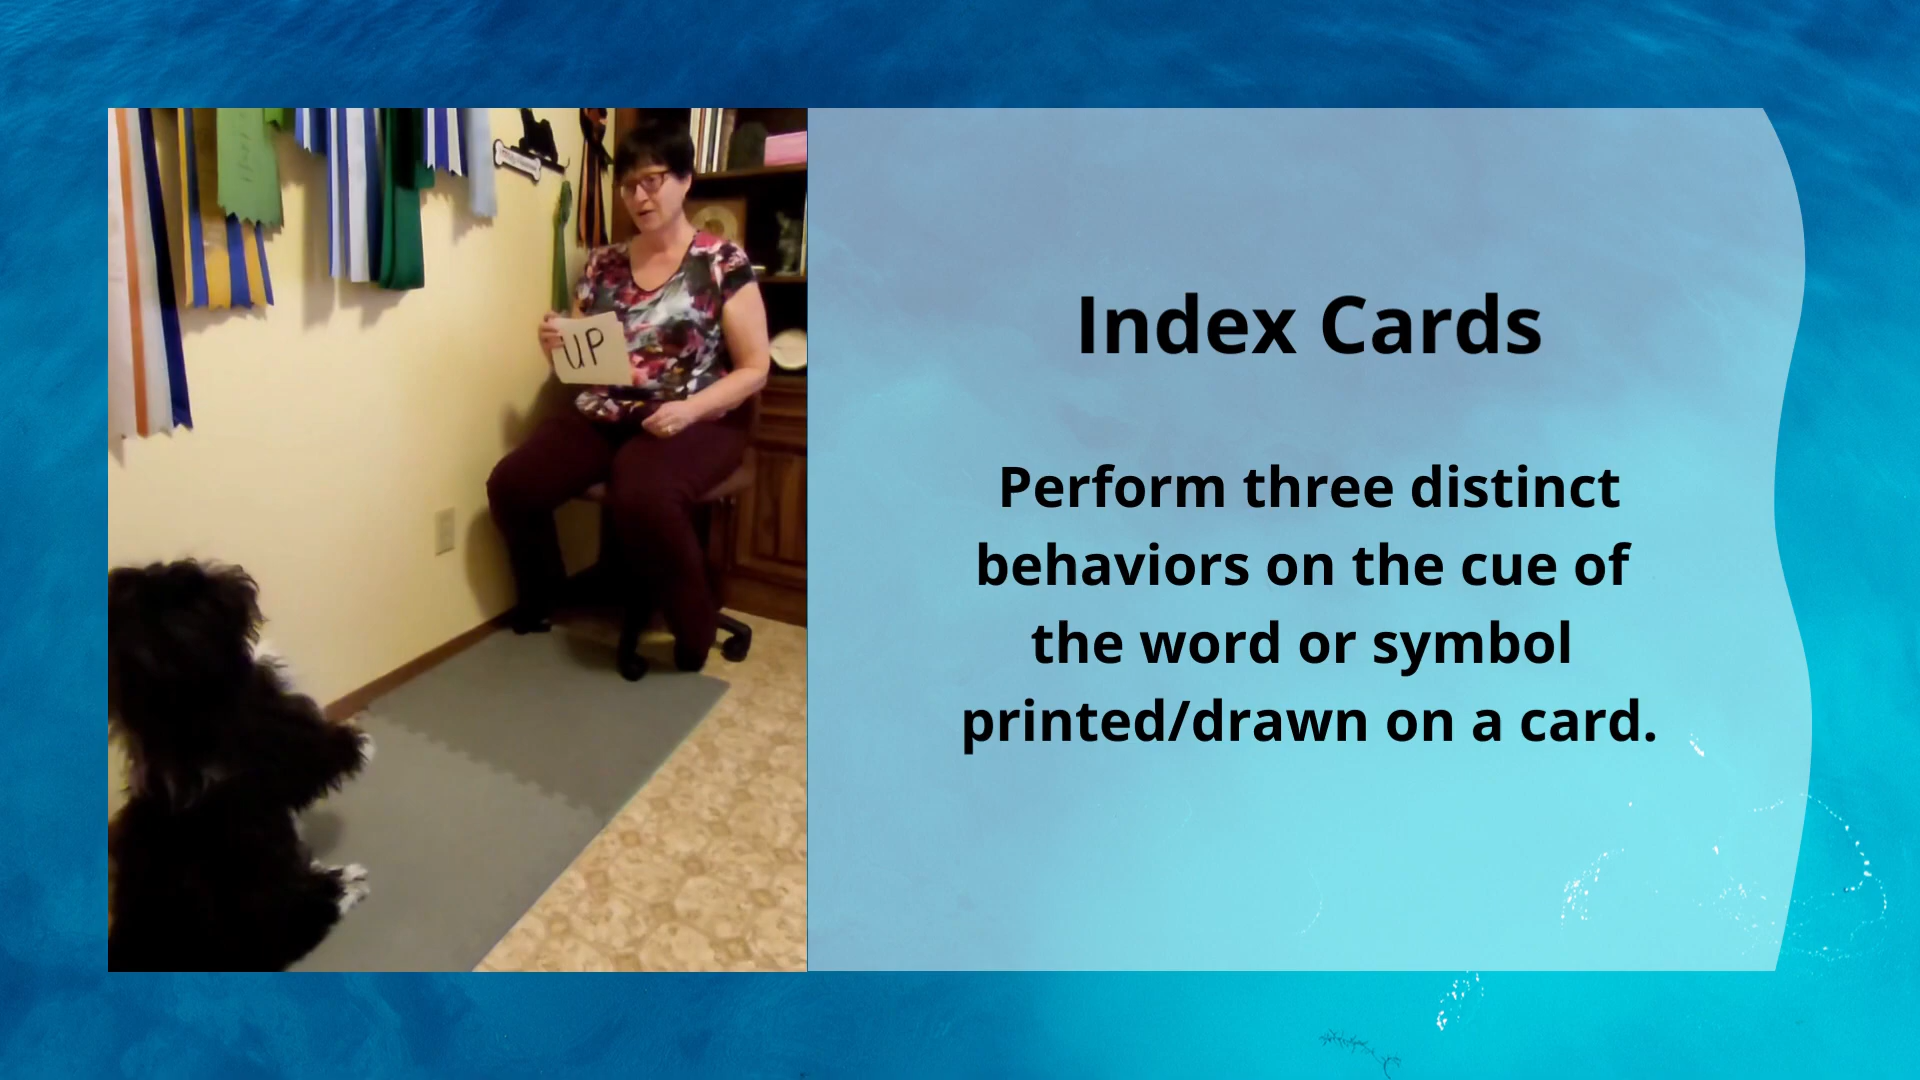 UP
Index Cards
Perform three distinct
behaviors on the cue of
the word or symbol
printed/drawn on a card.